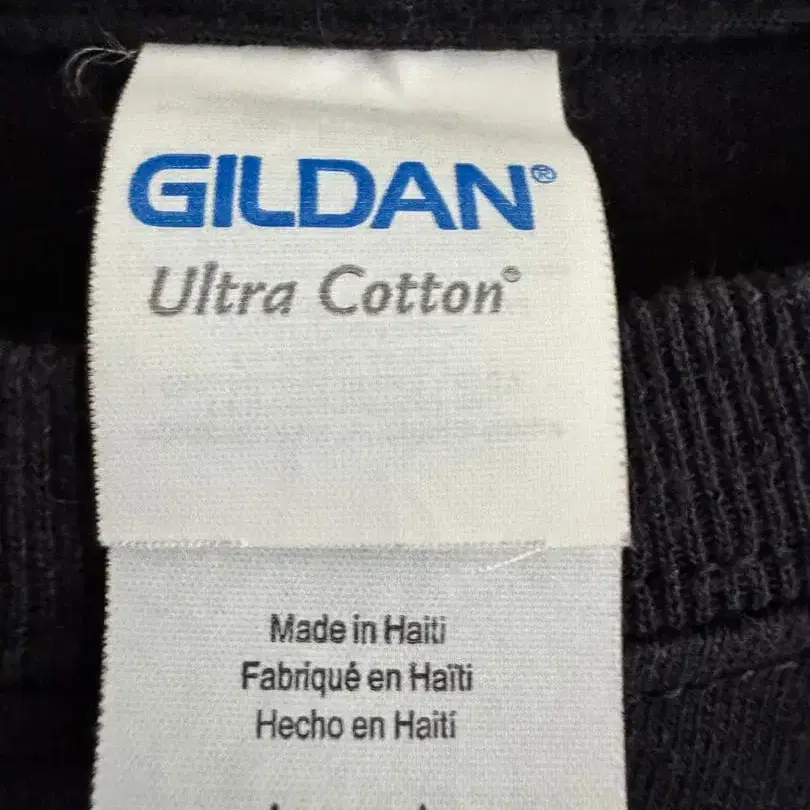 GILDAN®
Ultra Cotton®
Made in Haiti
Fabriqué en Haïti
Hecho en Haití